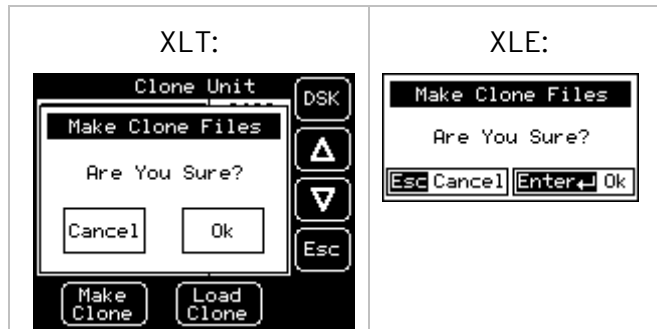 XLT:
Clone Unit
DSK
Make Clone Files
Are You Sure?
Cancel Ok
Esc
Make Clone
Load Clone
XLE:
Make Clone Files
Are You Sure?
Esc Cancel Enter↵ Ok